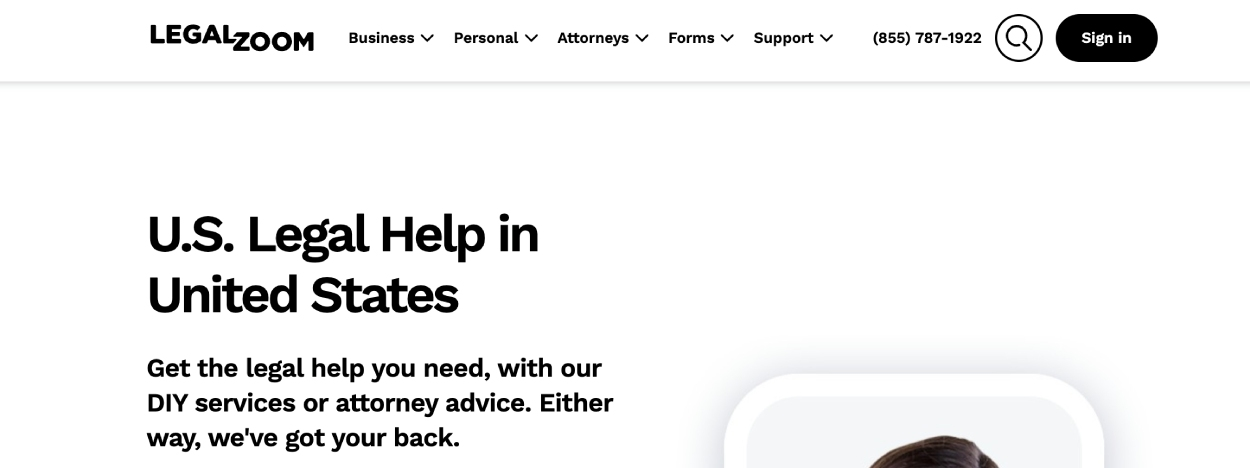 LEGALZOOM Business Personal Attorneys Forms Support (855) 787-1922 Sign in
U.S. Legal Help in
United States
Get the legal help you need, with our
DIY services or attorney advice. Either
way, we've got your back.